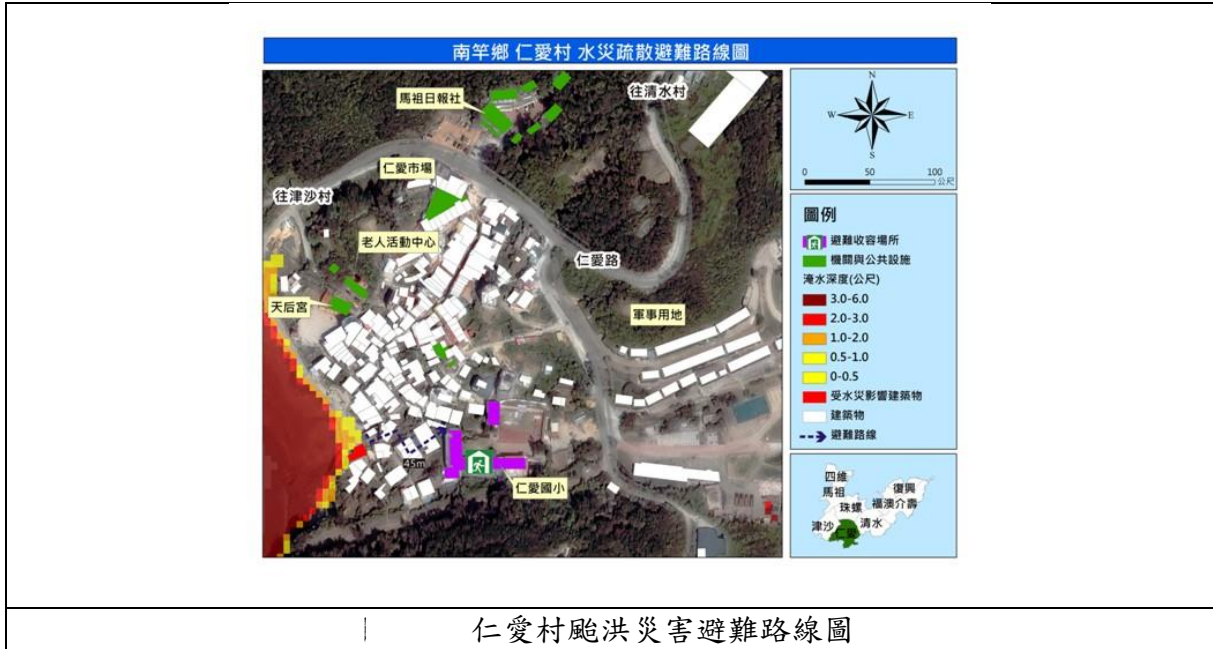 南竿鄉 仁愛村 水災疏散避難路線圖
馬祖日報社
往清水村
仁愛市場
往津沙村
老人活動中心
仁愛路
天后宮
軍事用地
45m
仁愛國小
N
W
E
S
0 50 100
公尺
圖例
避難收容場所
機關與公共設施
淹水深度(公尺)
3.0-6.0
2.0-3.0
1.0-2.0
0.5-1.0
0-0.5
受水災影響建築物
建築物
避難路線
四維
馬祖
復興
珠螺
福澳介壽
津沙
仁愛
清水
仁愛村颱洪災害避難路線圖